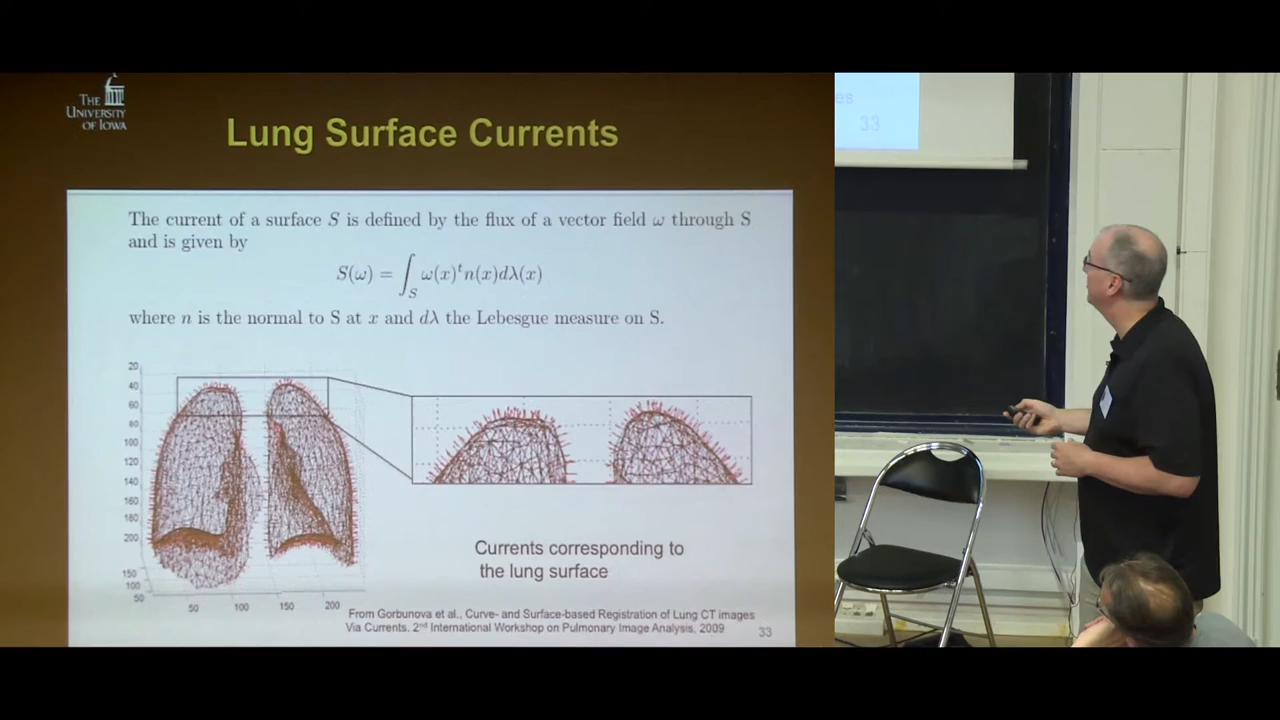 THE
UNIVERSITY
OF IOWA
Lung Surface Currents
The current of a surface S is defined by the flux of a vector field ω through S
and is given by
S(ω) = ∫_S ω(x)^t n(x)dλ(x)
where n is the normal to S at x and dλ the Lebesgue measure on S.
20
40
60
80
100
120
140
160
180
200
150
100
50
50
100
150
200
Currents corresponding to
the lung surface
From Gorbunova et al., Curve- and Surface-based Registration of Lung CT images
Via Currents. 2nd International Workshop on Pulmonary Image Analysis, 2009
33
es
33